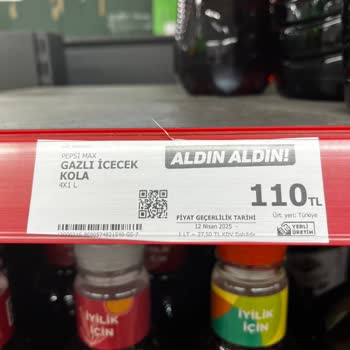 PEPSI MAX
GAZLI İCECEK
KOLA
4X1 L
ALDIN ALDIN!
110TL
Ürt. yeri: Türkiye
FİYAT GEÇERLİLİK TARİHİ
12 Nisan 2025 -
YERLİ
ÜRETİM
1 LT = 27,50 TL KDV Dahildir
İYİLİK
İÇİN
İYİLİK
İÇİN